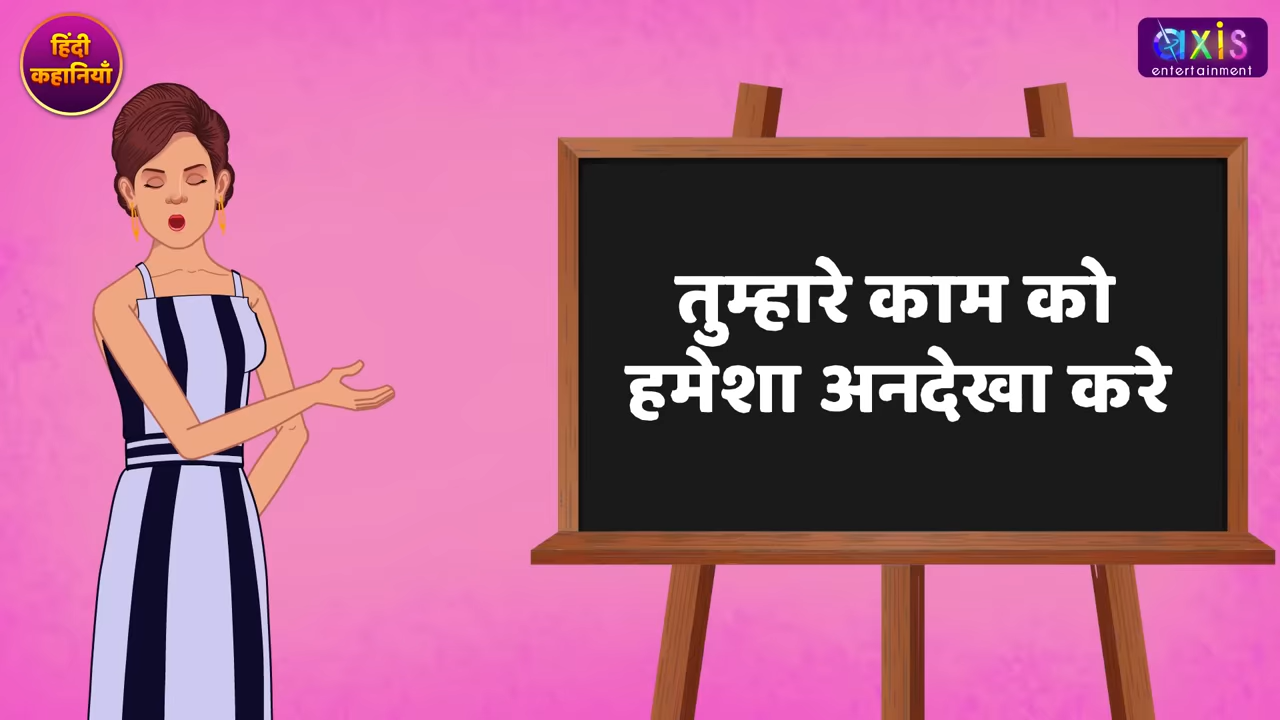 हिंदी
कहानियाँ
axis
entertainment
तुम्हारे काम को
हमेशा अनदेखा करे